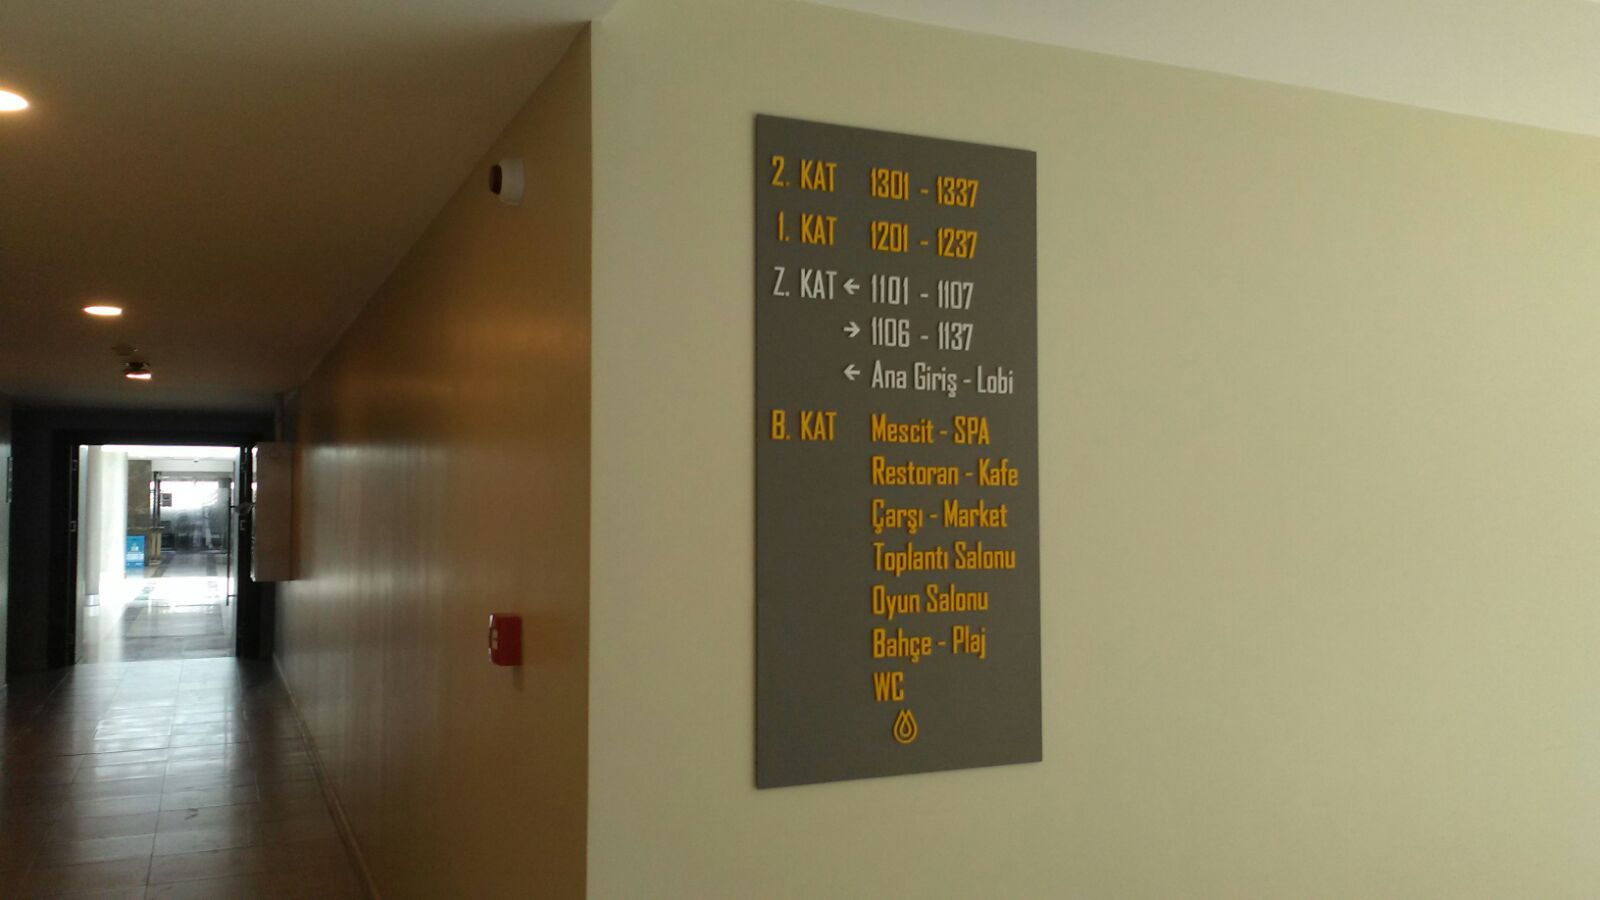 2. KAT 1301 - 1337
1. KAT 1201 - 1237
Z. KAT ← 1101 - 1107
→ 1106 - 1137
← Ana Giriş - Lobi
B. KAT Mescit - SPA
Restoran - Kafe
Çarşı - Market
Toplantı Salonu
Oyun Salonu
Bahçe - Plaj
WC